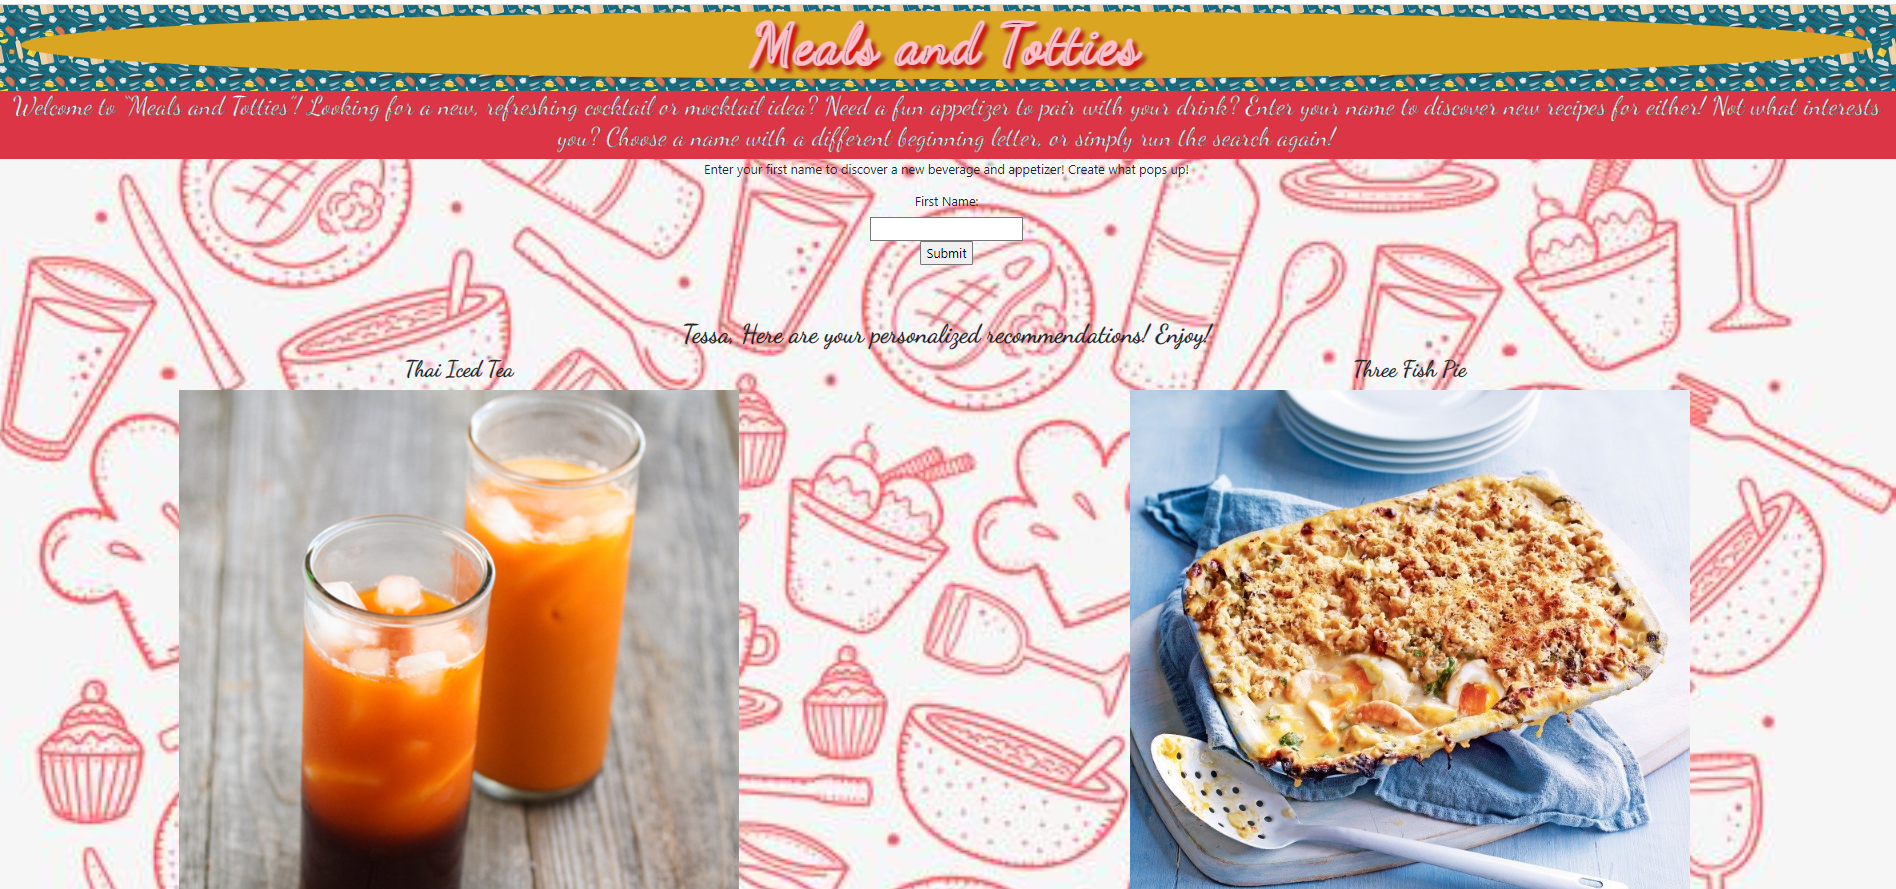 Meals and Totties
Welcome to "Meals and Totties"! Looking for a new, refreshing cocktail or mocktail idea? Need a fun appetizer to pair with your drink? Enter your name to discover new recipes for either! Not what interests
you? Choose a name with a different beginning letter, or simply run the search again!
Enter your first name to discover a new beverage and appetizer! Create what pops up!
First Name:
Submit
Tessa, Here are your personalized recommendations! Enjoy!
Thai Iced Tea
Three Fish Pie